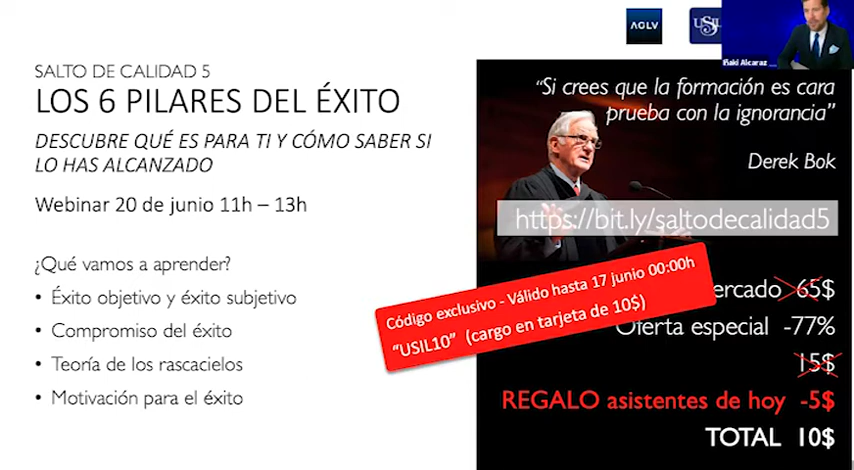 AGLV
USIL
Iñaki Alcaraz
SALTO DE CALIDAD 5
LOS 6 PILARES DEL ÉXITO
DESCUBRE QUÉ ES PARA TI Y CÓMO SABER SI
LO HAS ALCANZADO
Webinar 20 de junio 11h – 13h
¿Qué vamos a aprender?
• Éxito objetivo y éxito subjetivo
• Compromiso del éxito
• Teoría de los rascacielos
• Motivación para el éxito
“Si crees que la formación es cara
prueba con la ignorancia”
Derek Bok
https://bit.ly/saltodecalidad5
Código exclusivo - Válido hasta 17 junio 00:00h
“USIL10” (cargo en tarjeta de 10$)
65$
Oferta especial -77%
15$
REGALO asistentes de hoy -5$
TOTAL 10$